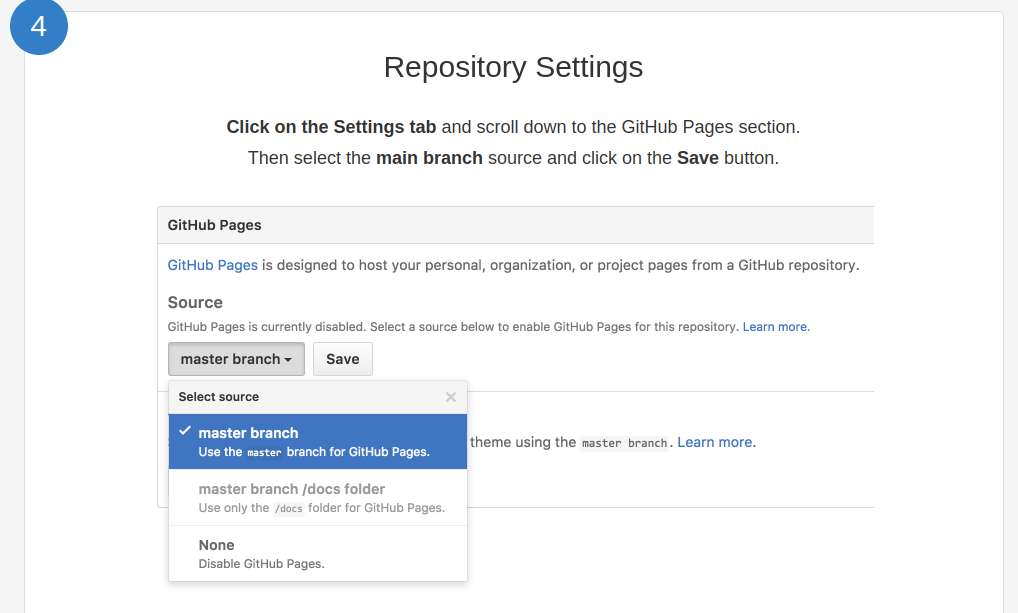 4
Repository Settings
Click on the Settings tab and scroll down to the GitHub Pages section.
Then select the main branch source and click on the Save button.
GitHub Pages
GitHub Pages is designed to host your personal, organization, or project pages from a GitHub repository.
Source
GitHub Pages is currently disabled. Select a source below to enable GitHub Pages for this repository. Learn more.
master branch Save
Select source
master branch
Use the master branch for GitHub Pages.
theme using the master branch. Learn more.
master branch /docs folder
Use only the /docs folder for GitHub Pages.
None
Disable GitHub Pages.